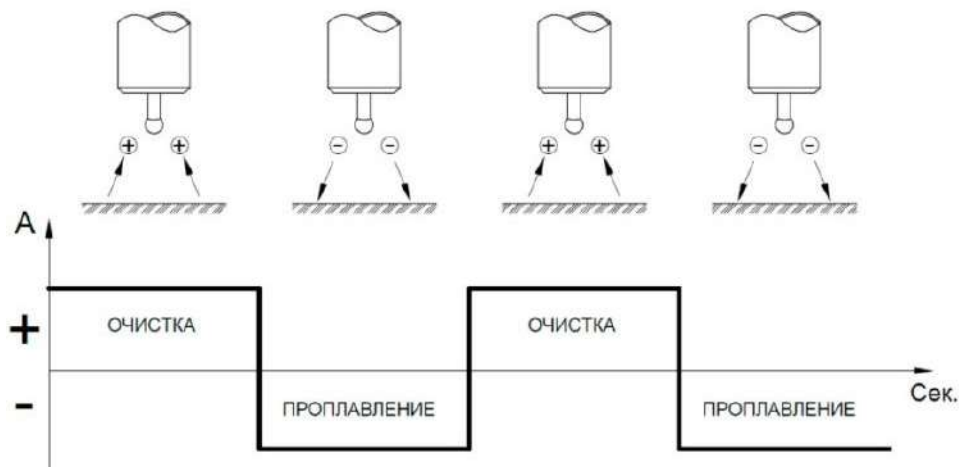 + + - - + + - -
А
+ ОЧИСТКА ОЧИСТКА
Сек.
- ПРОПЛАВЛЕНИЕ ПРОПЛАВЛЕНИЕ